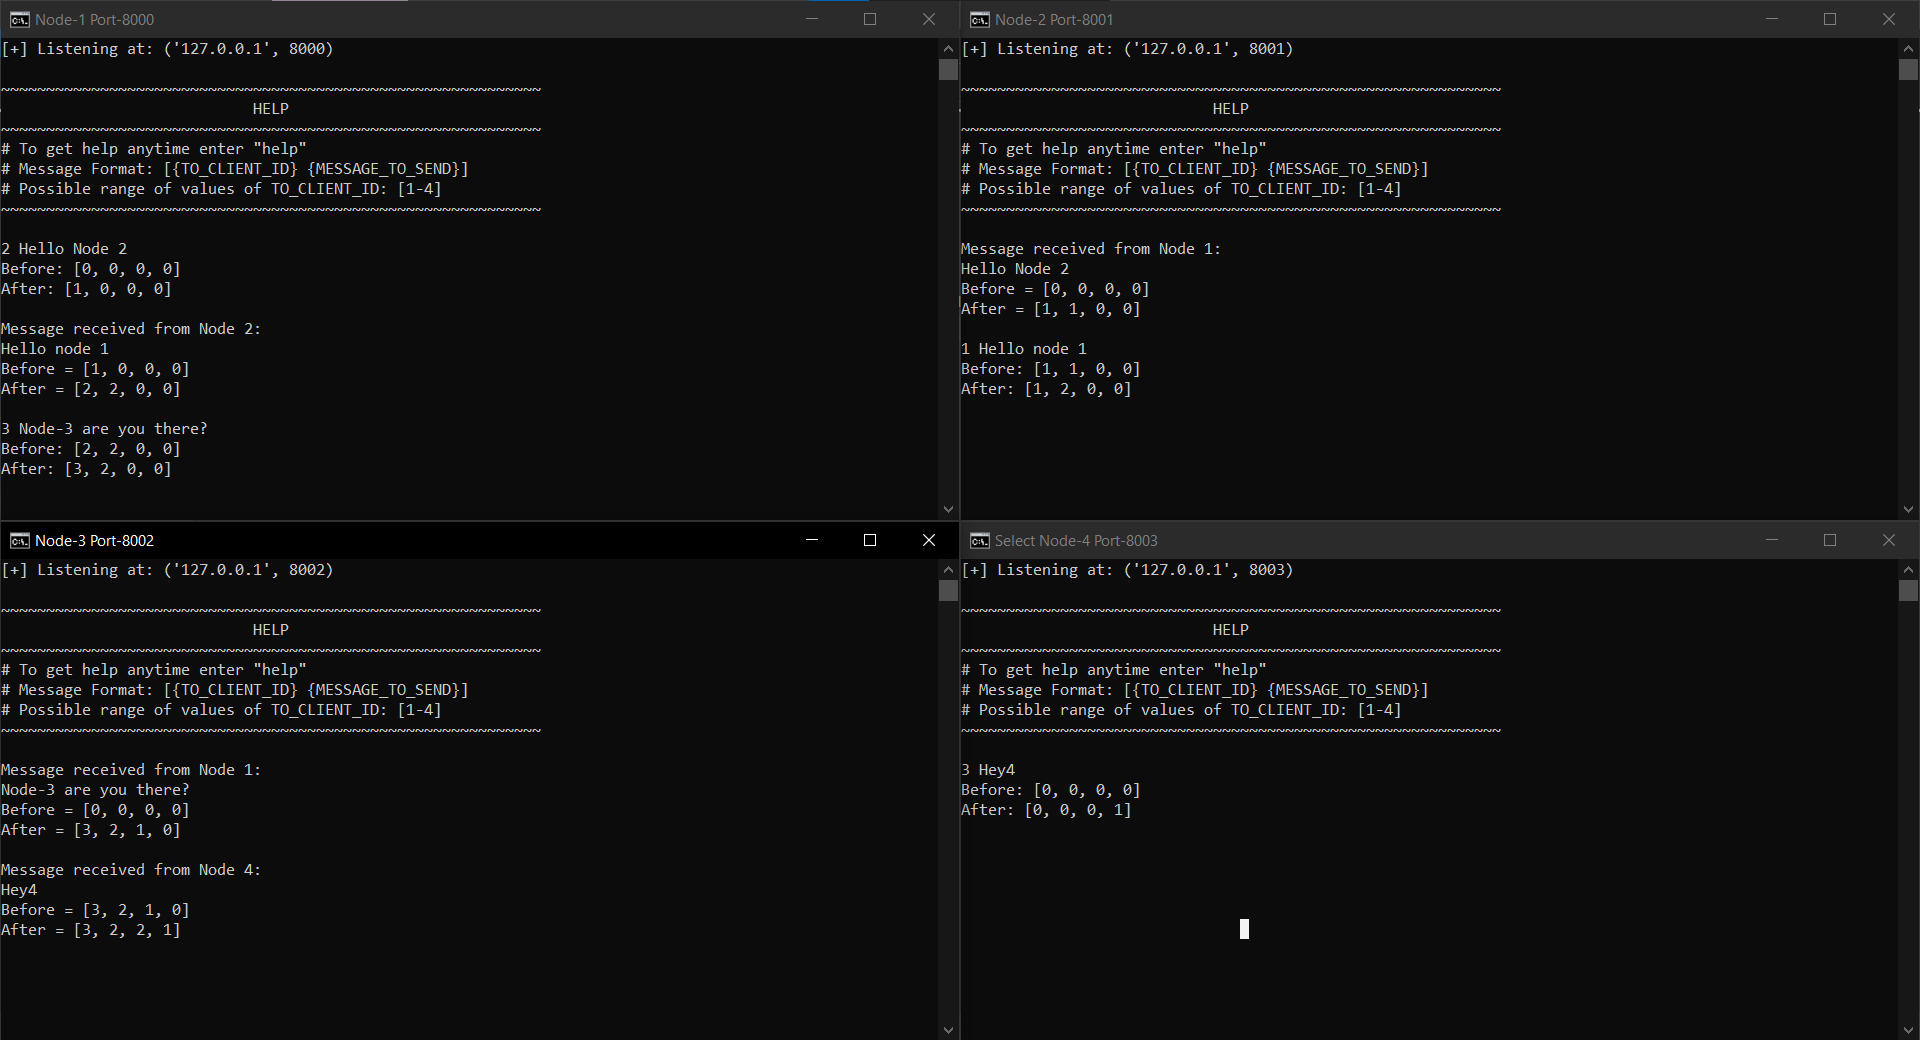 Node-1 Port-8000
[+] Listening at: ('127.0.0.1', 8000)
~~~~~~~~~~~~~~~~~~~~~~~~~~~~~~~~~~~~~~~~~~~~~~~~~~~~~~~~~~~~
HELP
~~~~~~~~~~~~~~~~~~~~~~~~~~~~~~~~~~~~~~~~~~~~~~~~~~~~~~~~~~~~
# To get help anytime enter "help"
# Message Format: [{TO_CLIENT_ID} {MESSAGE_TO_SEND}]
# Possible range of values of TO_CLIENT_ID: [1-4]
~~~~~~~~~~~~~~~~~~~~~~~~~~~~~~~~~~~~~~~~~~~~~~~~~~~~~~~~~~~~
2 Hello Node 2
Before: [0, 0, 0, 0]
After: [1, 0, 0, 0]
Message received from Node 2:
Hello node 1
Before = [1, 0, 0, 0]
After = [2, 2, 0, 0]
3 Node-3 are you there?
Before: [2, 2, 0, 0]
After: [3, 2, 0, 0]
Node-2 Port-8001
[+] Listening at: ('127.0.0.1', 8001)
~~~~~~~~~~~~~~~~~~~~~~~~~~~~~~~~~~~~~~~~~~~~~~~~~~~~~~~~~~~~
HELP
~~~~~~~~~~~~~~~~~~~~~~~~~~~~~~~~~~~~~~~~~~~~~~~~~~~~~~~~~~~~
# To get help anytime enter "help"
# Message Format: [{TO_CLIENT_ID} {MESSAGE_TO_SEND}]
# Possible range of values of TO_CLIENT_ID: [1-4]
~~~~~~~~~~~~~~~~~~~~~~~~~~~~~~~~~~~~~~~~~~~~~~~~~~~~~~~~~~~~
Message received from Node 1:
Hello Node 2
Before = [0, 0, 0, 0]
After = [1, 1, 0, 0]
1 Hello node 1
Before: [1, 1, 0, 0]
After: [1, 2, 0, 0]
Node-3 Port-8002
[+] Listening at: ('127.0.0.1', 8002)
~~~~~~~~~~~~~~~~~~~~~~~~~~~~~~~~~~~~~~~~~~~~~~~~~~~~~~~~~~~~
HELP
~~~~~~~~~~~~~~~~~~~~~~~~~~~~~~~~~~~~~~~~~~~~~~~~~~~~~~~~~~~~
# To get help anytime enter "help"
# Message Format: [{TO_CLIENT_ID} {MESSAGE_TO_SEND}]
# Possible range of values of TO_CLIENT_ID: [1-4]
~~~~~~~~~~~~~~~~~~~~~~~~~~~~~~~~~~~~~~~~~~~~~~~~~~~~~~~~~~~~
Message received from Node 1:
Node-3 are you there?
Before = [0, 0, 0, 0]
After = [3, 2, 1, 0]
Message received from Node 4:
Hey4
Before = [3, 2, 1, 0]
After = [3, 2, 2, 1]
Select Node-4 Port-8003
[+] Listening at: ('127.0.0.1', 8003)
~~~~~~~~~~~~~~~~~~~~~~~~~~~~~~~~~~~~~~~~~~~~~~~~~~~~~~~~~~~~
HELP
~~~~~~~~~~~~~~~~~~~~~~~~~~~~~~~~~~~~~~~~~~~~~~~~~~~~~~~~~~~~
# To get help anytime enter "help"
# Message Format: [{TO_CLIENT_ID} {MESSAGE_TO_SEND}]
# Possible range of values of TO_CLIENT_ID: [1-4]
~~~~~~~~~~~~~~~~~~~~~~~~~~~~~~~~~~~~~~~~~~~~~~~~~~~~~~~~~~~~
3 Hey4
Before: [0, 0, 0, 0]
After: [0, 0, 0, 1]